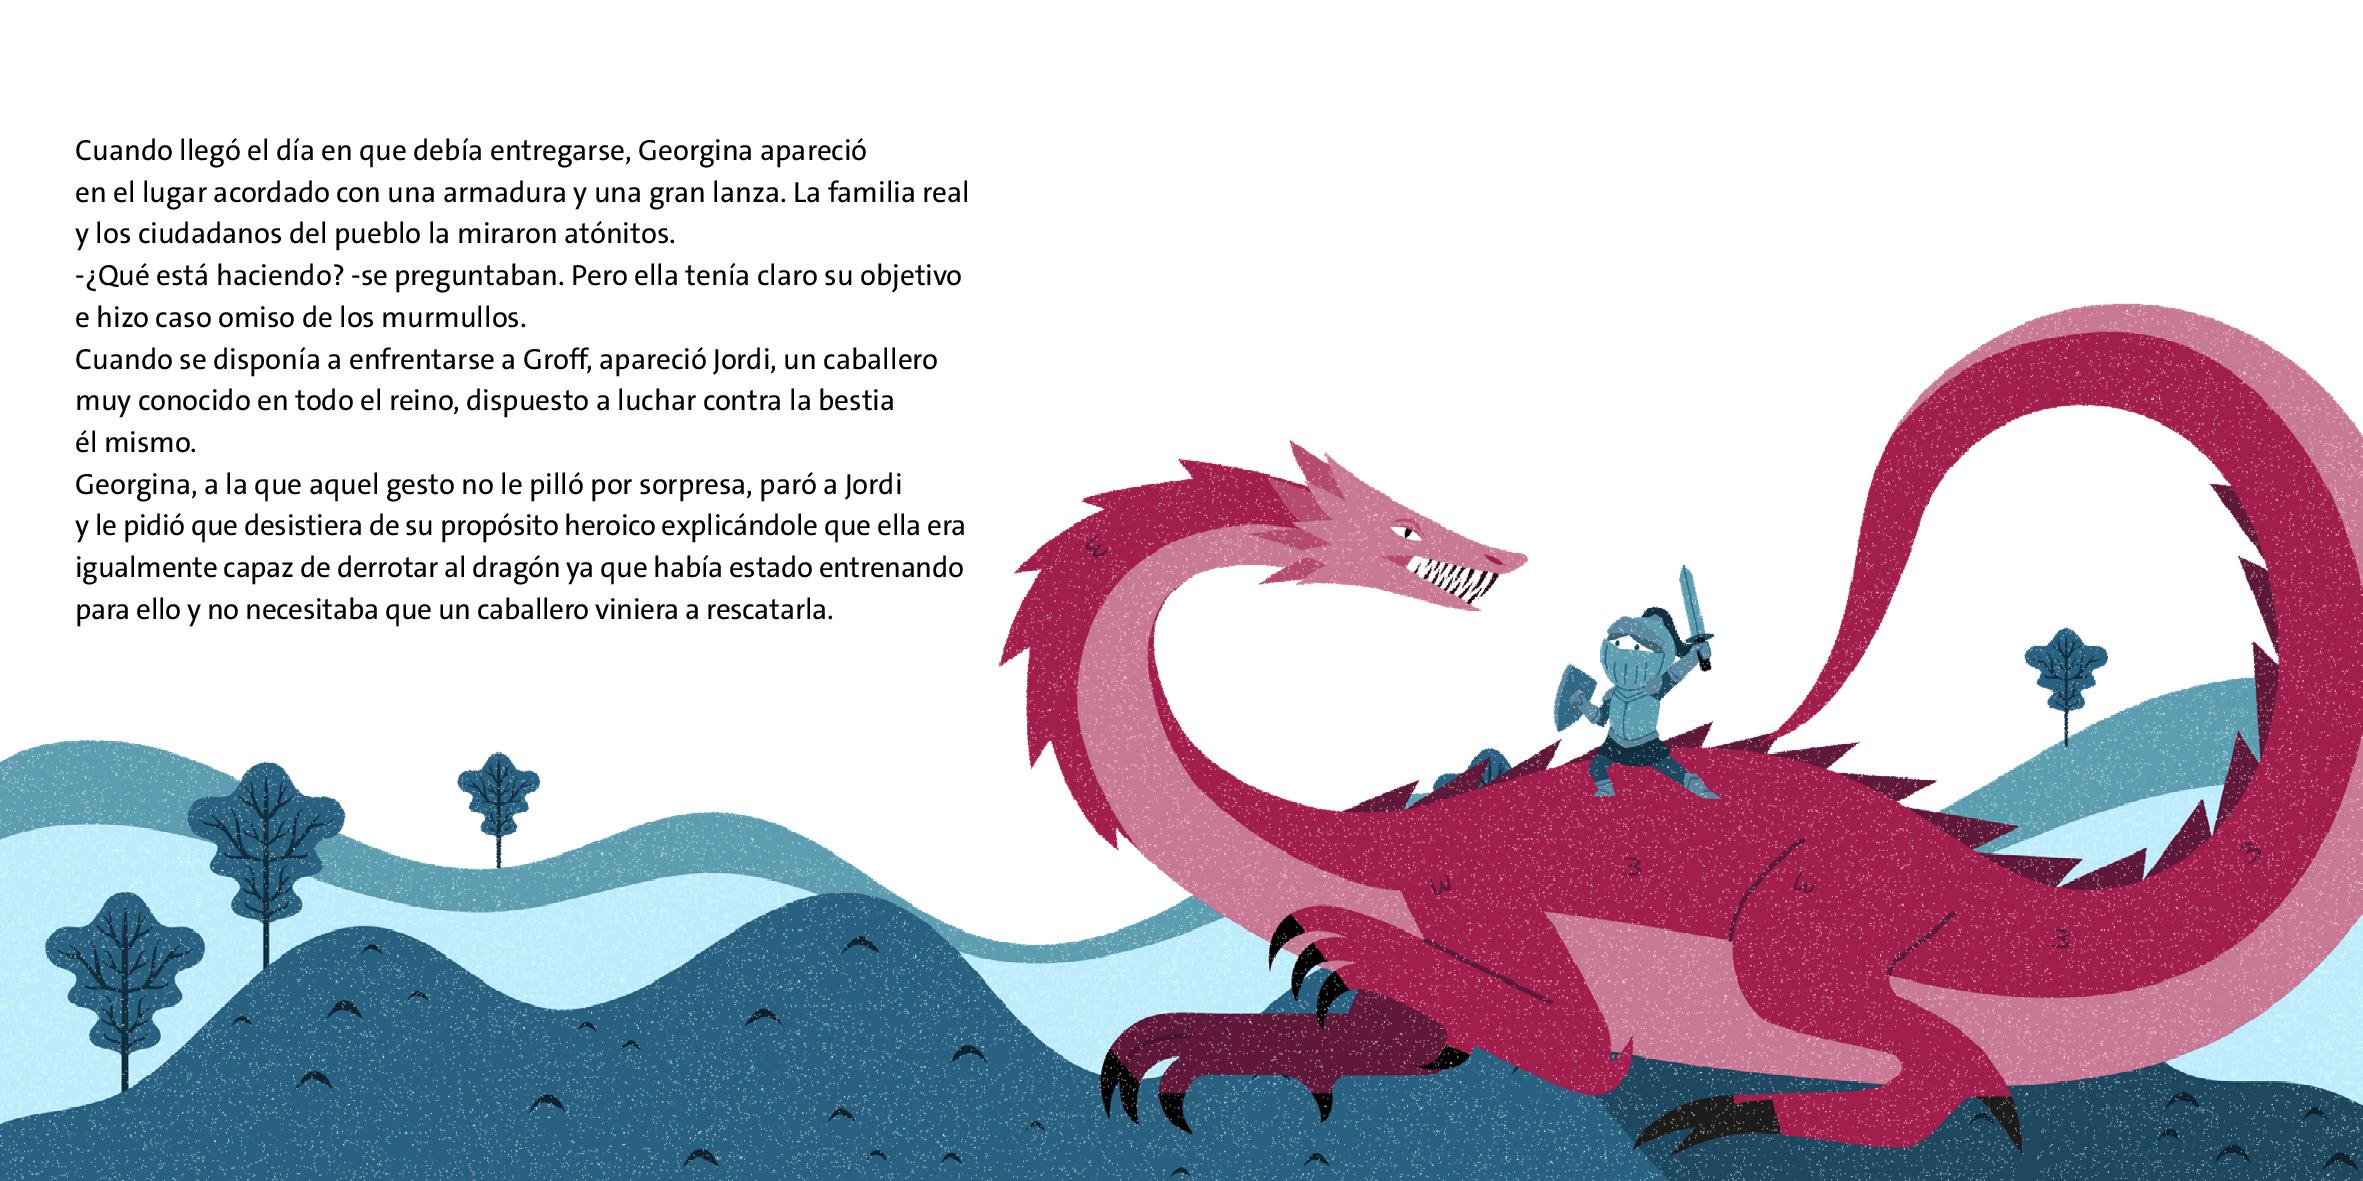 Cuando llegó el día en que debía entregarse, Georgina apareció
en el lugar acordado con una armadura y una gran lanza. La familia real
y los ciudadanos del pueblo la miraron atónitos.
-¿Qué está haciendo? -se preguntaban. Pero ella tenía claro su objetivo
e hizo caso omiso de los murmullos.
Cuando se disponía a enfrentarse a Groff, apareció Jordi, un caballero
muy conocido en todo el reino, dispuesto a luchar contra la bestia
él mismo.
Georgina, a la que aquel gesto no le pilló por sorpresa, paró a Jordi
y le pidió que desistiera de su propósito heroico explicándole que ella era
igualmente capaz de derrotar al dragón ya que había estado entrenando
para ello y no necesitaba que un caballero viniera a rescatarla.